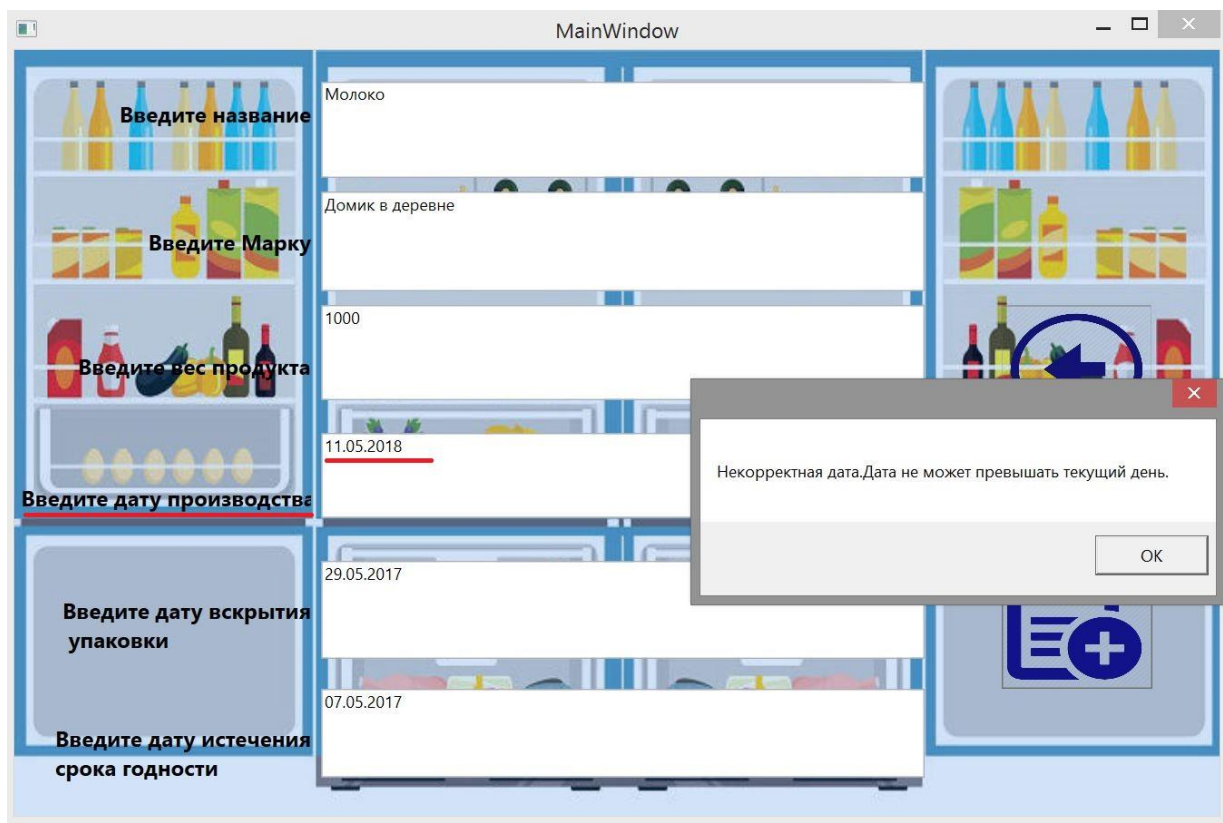 MainWindow
Введите название
Молоко
Введите Марку
Домик в деревне
Введите вес продукта
1000
Введите дату производства
11.05.2018
Некорректная дата.Дата не может превышать текущий день.
OK
Введите дату вскрытия
упаковки
29.05.2017
Введите дату истечения
срока годности
07.05.2017